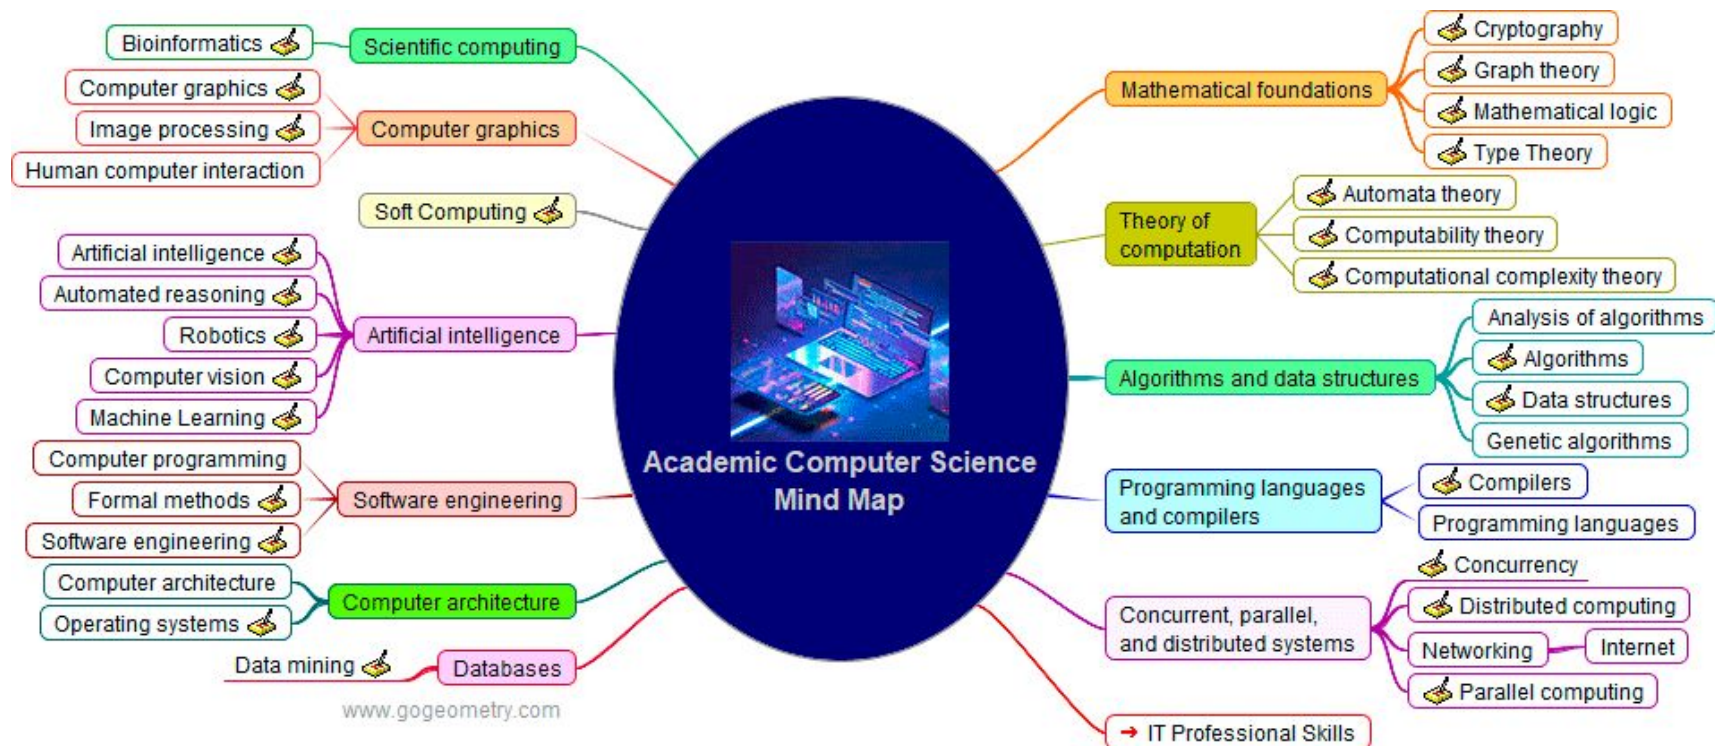 Academic Computer Science
Mind Map
Mathematical foundations
Cryptography
Graph theory
Mathematical logic
Type Theory
Theory of
computation
Automata theory
Computability theory
Computational complexity theory
Algorithms and data structures
Analysis of algorithms
Algorithms
Data structures
Genetic algorithms
Programming languages
and compilers
Compilers
Programming languages
Concurrent, parallel,
and distributed systems
Concurrency
Distributed computing
Networking
Internet
Parallel computing
IT Professional Skills
Scientific computing
Bioinformatics
Computer graphics
Computer graphics
Image processing
Human computer interaction
Soft Computing
Artificial intelligence
Artificial intelligence
Automated reasoning
Robotics
Computer vision
Machine Learning
Software engineering
Computer programming
Formal methods
Software engineering
Computer architecture
Computer architecture
Operating systems
Databases
Data mining
www.gogeometry.com